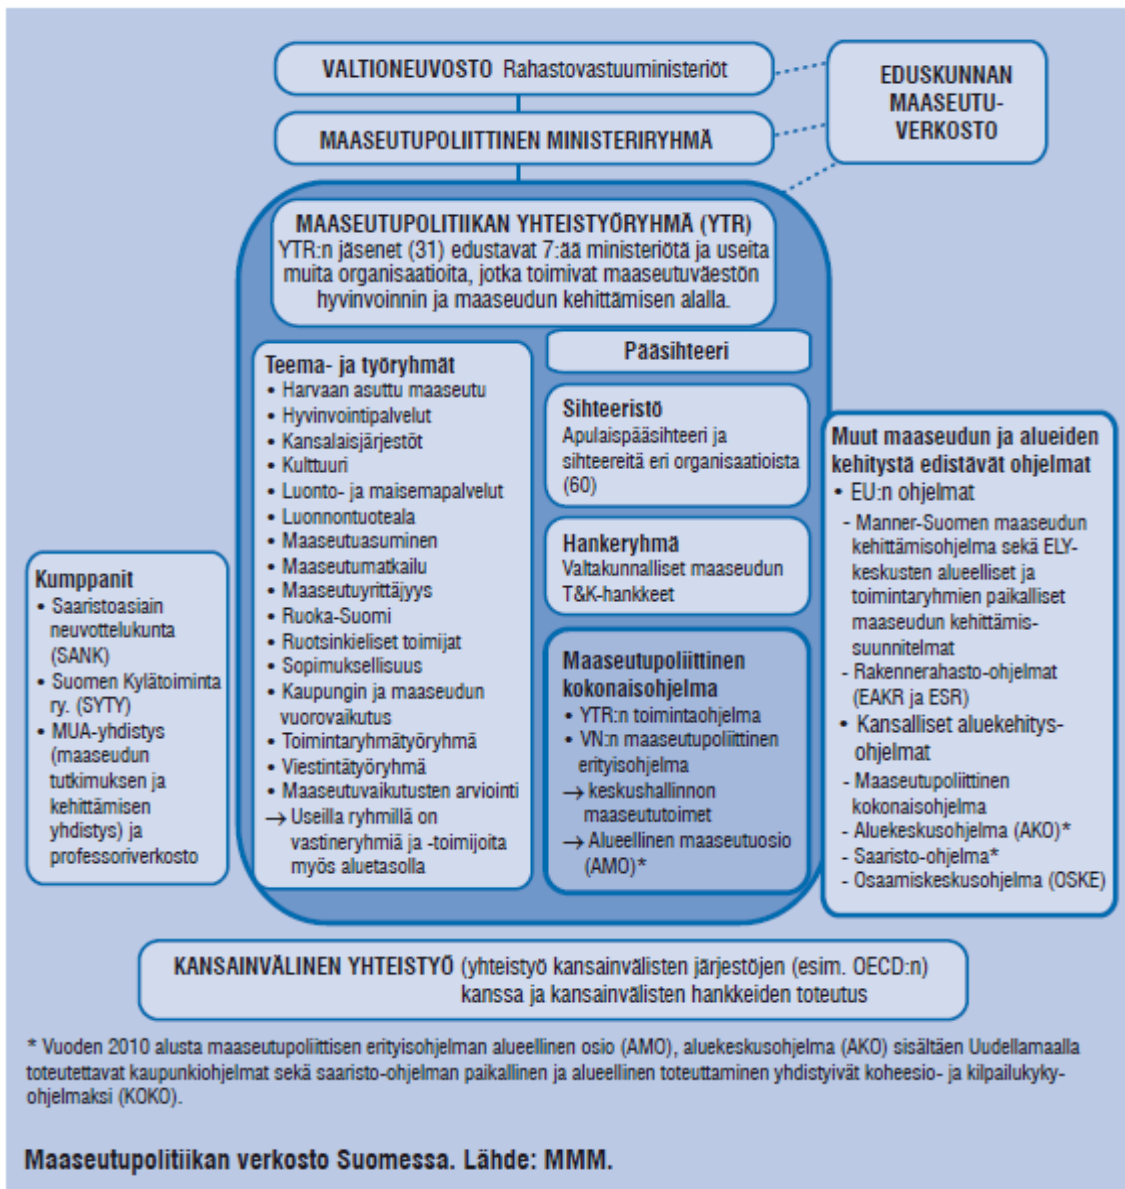 VALTIONEUVOSTO Rahastovastuuministeriöt
EDUSKUNNAN
MAASEUTU-
VERKOSTO
MAASEUTUPOLIITTINEN MINISTERIRYHMÄ
MAASEUTUPOLITIIKAN YHTEISTYÖRYHMÄ (YTR)
YTR:n jäsenet (31) edustavat 7:ää ministeriötä ja useita
muita organisaatioita, jotka toimivat maaseutuväestön
hyvinvoinnin ja maaseudun kehittämisen alalla.
Teema- ja työryhmät
• Harvaan asuttu maaseutu
• Hyvinvointipalvelut
• Kansalaisjärjestöt
• Kulttuuri
• Luonto- ja maisemapalvelut
• Luonnontuoteala
• Maaseutuasuminen
• Maaseutumatkailu
• Maaseutuyrittäjyys
• Ruoka-Suomi
• Ruotsinkieliset toimijat
• Sopimuksellisuus
• Kaupungin ja maaseudun
vuorovaikutus
• Toimintaryhmätyöryhmä
• Viestintätyöryhmä
• Maaseutuvaikutusten arviointi
→ Useilla ryhmillä on
vastineryhmiä ja -toimijoita
myös aluetasolla
Pääsihteeri
Sihteeristö
Apulaispääsihteeri ja
sihteereitä eri organisaatioista
(60)
Hankeryhmä
Valtakunnalliset maaseudun
T&K-hankkeet
Maaseutupoliittinen
kokonaisohjelma
• YTR:n toimintaohjelma
• VN:n maaseutupoliittinen
erityisohjelma
→ keskushallinnon
maaseututoimet
→ Alueellinen maaseutuosio
(AMO)*
Kumppanit
• Saaristoasiain
neuvottelukunta
(SANK)
• Suomen Kylätoiminta
ry. (SYTY)
• MUA-yhdistys
(maaseudun
tutkimuksen ja
kehittämisen
yhdistys) ja
professoriverkosto
Muut maaseudun ja alueiden
kehitystä edistävät ohjelmat
• EU:n ohjelmat
- Manner-Suomen maaseudun
kehittämisohjelma sekä ELY-
keskusten alueelliset ja
toimintaryhmien paikalliset
maaseudun kehittämis-
suunnitelmat
- Rakennerahasto-ohjelmat
(EAKR ja ESR)
• Kansalliset aluekehitys-
ohjelmat
- Maaseutupoliittinen
kokonaisohjelma
- Aluekeskusohjelma (AKO)*
- Saaristo-ohjelma*
- Osaamiskeskusohjelma (OSKE)
KANSAINVÄLINEN YHTEISTYÖ (yhteistyö kansainvälisten järjestöjen (esim. OECD:n)
kanssa ja kansainvälisten hankkeiden toteutus
* Vuoden 2010 alusta maaseutupoliittisen erityisohjelman alueellinen osio (AMO), aluekeskusohjelma (AKO) sisältäen Uudellamaalla
toteutettavat kaupunkiohjelmat sekä saaristo-ohjelman paikallinen ja alueellinen toteuttaminen yhdistyivät koheesio- ja kilpailukyky-
ohjelmaksi (KOKO).
Maaseutupolitiikan verkosto Suomessa. Lähde: MMM.